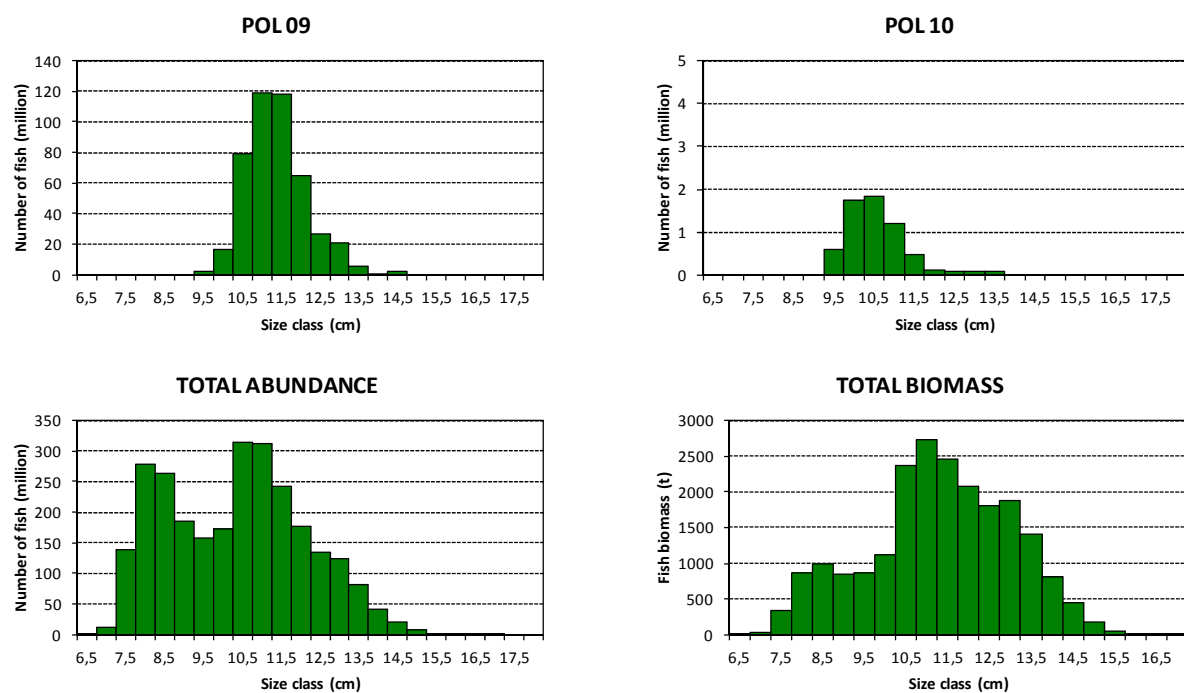 POL 09
Number of fish (million)
140
120
100
80
60
40
20
0
6,5 7,5 8,5 9,5 10,5 11,5 12,5 13,5 14,5 15,5 16,5 17,5
Size class (cm)
POL 10
Number of fish (million)
5
4
3
2
1
0
6,5 7,5 8,5 9,5 10,5 11,5 12,5 13,5 14,5 15,5 16,5 17,5
Size class (cm)
TOTAL ABUNDANCE
Number of fish (million)
350
300
250
200
150
100
50
0
6,5 7,5 8,5 9,5 10,5 11,5 12,5 13,5 14,5 15,5 16,5 17,5
Size class (cm)
TOTAL BIOMASS
Fish biomass (t)
3000
2500
2000
1500
1000
500
0
6,5 7,5 8,5 9,5 10,5 11,5 12,5 13,5 14,5 15,5 16,5
Size class (cm)